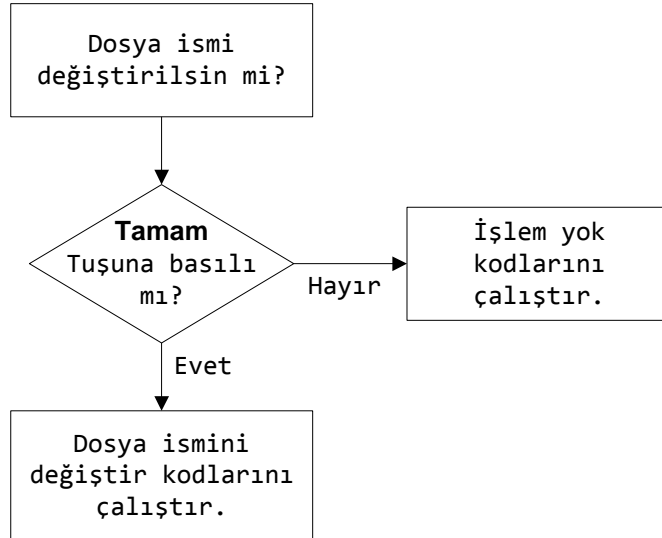 Dosya ismi
değiştirilsin mi?
Tamam
Tuşuna basılı
mı?
Hayır
İşlem yok
kodlarını
çalıştır.
Evet
Dosya ismini
değiştir kodlarını
çalıştır.